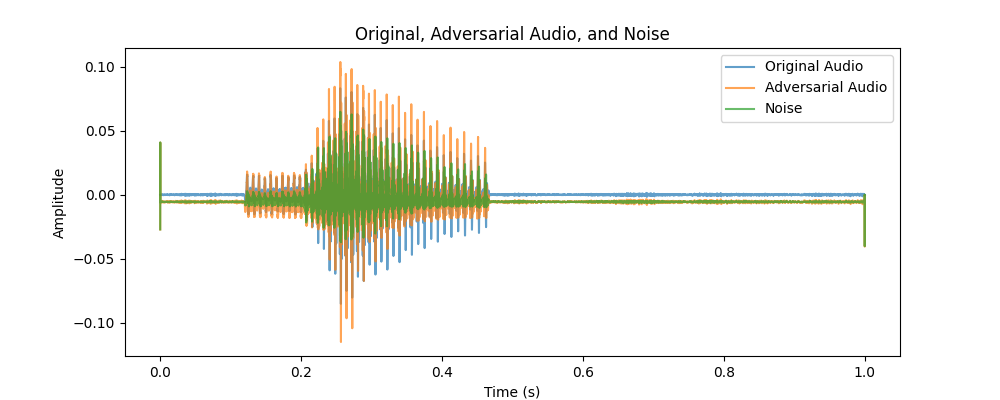 Original, Adversarial Audio, and Noise
Original Audio
Adversarial Audio
Noise
Amplitude
0.10
0.05
0.00
−0.05
−0.10
0.0
0.2
0.4
0.6
0.8
1.0
Time (s)